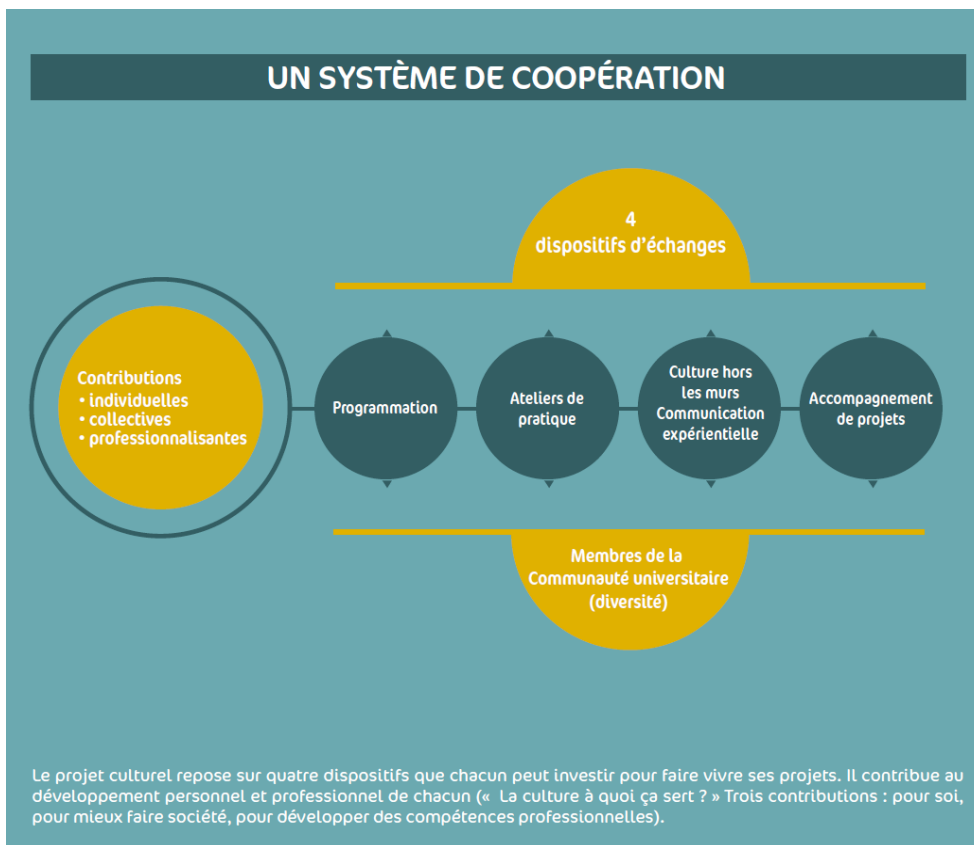 UN SYSTÈME DE COOPÉRATION
4
dispositifs d'échanges
Contributions
• individuelles
• collectives
• professionnalisantes
Programmation
Ateliers de
pratique
Culture hors
les murs
Communication
expérientielle
Accompagnement
de projets
Membres de la
Communauté universitaire
(diversité)
Le projet culturel repose sur quatre dispositifs que chacun peut investir pour faire vivre ses projets. Il contribue au
développement personnel et professionnel de chacun (« La culture à quoi ça sert ? » Trois contributions : pour soi,
pour mieux faire société, pour développer des compétences professionnelles).